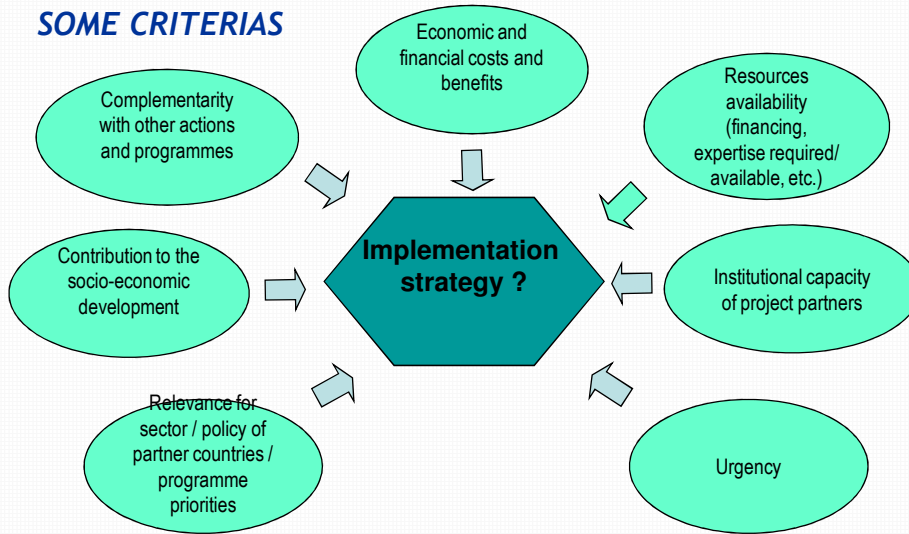 SOME CRITERIAS
Economic and
financial costs and
benefits
Complementarity
with other actions
and programmes
Resources
availability
(financing,
expertise required/
available, etc.)
Implementation
strategy ?
Contribution to the
socio-economic
development
Institutional capacity
of project partners
Relevance for
sector / policy of
partner countries /
programme
priorities
Urgency